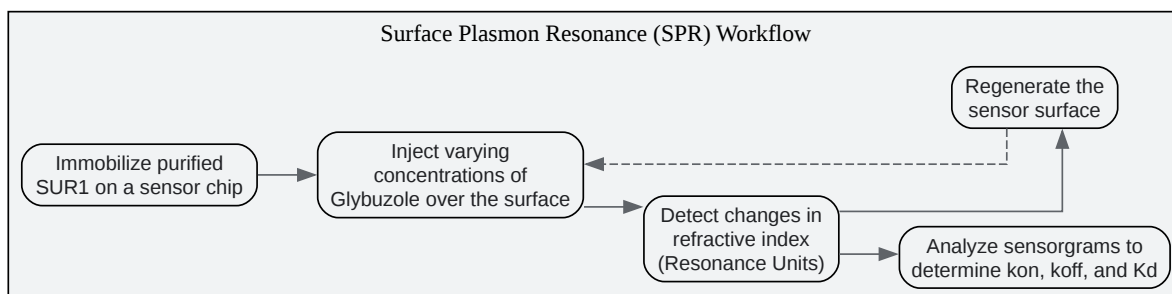 Surface Plasmon Resonance (SPR) Workflow
Immobilize purified
SUR1 on a sensor chip
Inject varying
concentrations of
Glybuzole over the surface
Detect changes in
refractive index
(Resonance Units)
Regenerate the
sensor surface
Analyze sensorgrams to
determine kon, koff, and Kd